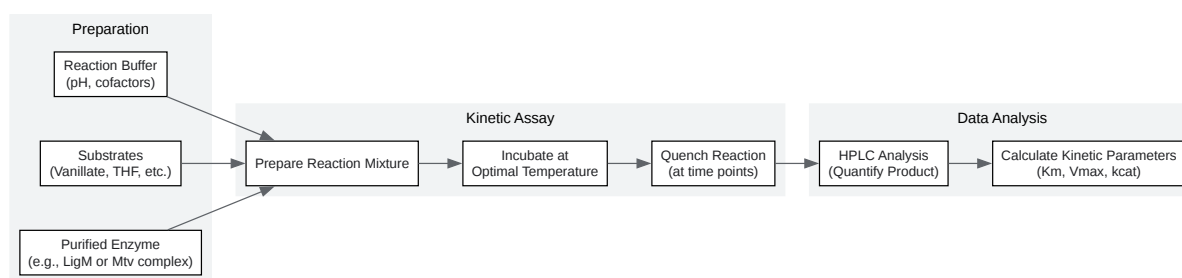 Preparation
Reaction Buffer
(pH, cofactors)
Substrates
(Vanillate, THF, etc.)
Purified Enzyme
(e.g., LigM or Mtv complex)
Kinetic Assay
Prepare Reaction Mixture
Incubate at
Optimal Temperature
Quench Reaction
(at time points)
Data Analysis
HPLC Analysis
(Quantify Product)
Calculate Kinetic Parameters
(Km, Vmax, kcat)